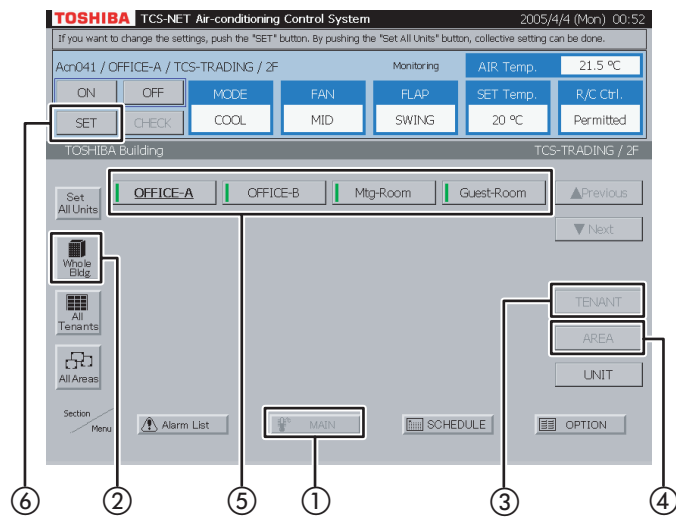 TOSHIBA TCS-NET Air-conditioning Control System 2005/4/4 (Mon) 00:52
If you want to change the settings, push the "SET" button. By pushing the "Set All Units" button, collective setting can be done.
Acn041 / OFFICE-A / TCS-TRADING / 2F Monitoring AIR Temp. 21.5 ºC
ON OFF MODE FAN FLAP SET Temp. R/C Ctrl.
SET CHECK COOL MID SWING 20 ºC Permitted
TOSHIBA Building TCS-TRADING / 2F
Set All Units
OFFICE-A OFFICE-B Mtg-Room Guest-Room
▲Previous
▼ Next
Whole Bldg.
All Tenants
All Areas
TENANT
AREA
UNIT
Section / Menu
Alarm List MAIN SCHEDULE OPTION
⑥ ② ⑤ ① ③ ④